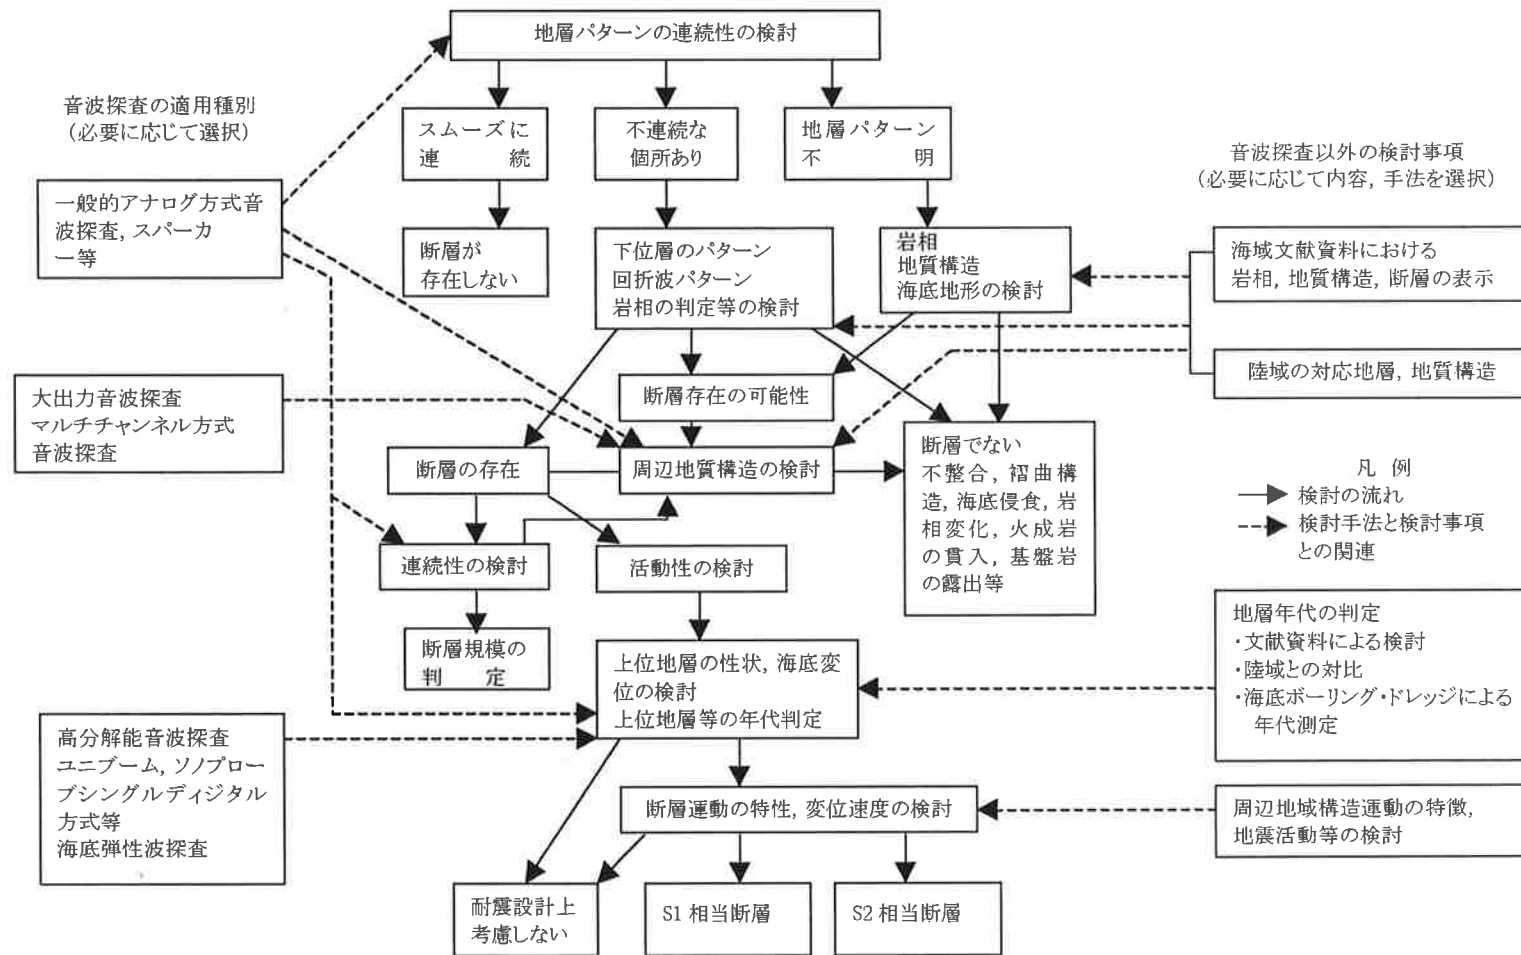 地層パターンの連続性の検討
音波探査の適用種別
(必要に応じて選択)
スムーズに
連続
不連続な
個所あり
地層パターン
不明
音波探査以外の検討事項
(必要に応じて内容, 手法を選択)
一般的アナログ方式音
波探査, スパーカ
ー等
断層が
存在しない
下位層のパターン
回折波パターン
岩相の判定等の検討
岩相
地質構造
海底地形の検討
海域文献資料における
岩相, 地質構造, 断層の表示
陸域の対応地層, 地質構造
大出力音波探査
マルチチャンネル方式
音波探査
断層存在の可能性
断層の存在
周辺地質構造の検討
断層でない
不整合, 褶曲構
造, 海底侵食, 岩
相変化, 火成岩
の貫入, 基盤岩
の露出等
凡例
検討の流れ
検討手法と検討事項
との関連
連続性の検討
活動性の検討
断層規模の
判定
上位地層の性状, 海底変
位の検討
上位地層等の年代判定
地層年代の判定
・文献資料による検討
・陸域との対比
・海底ボーリング・ドレッジによる
年代測定
高分解能音波探査
ユニブーム, ソノプロー
ブシングルディジタル
方式等
海底弾性波探査
断層運動の特性, 変位速度の検討
周辺地域構造運動の特徴,
地震活動等の検討
耐震設計上
考慮しない
S1 相当断層
S2 相当断層